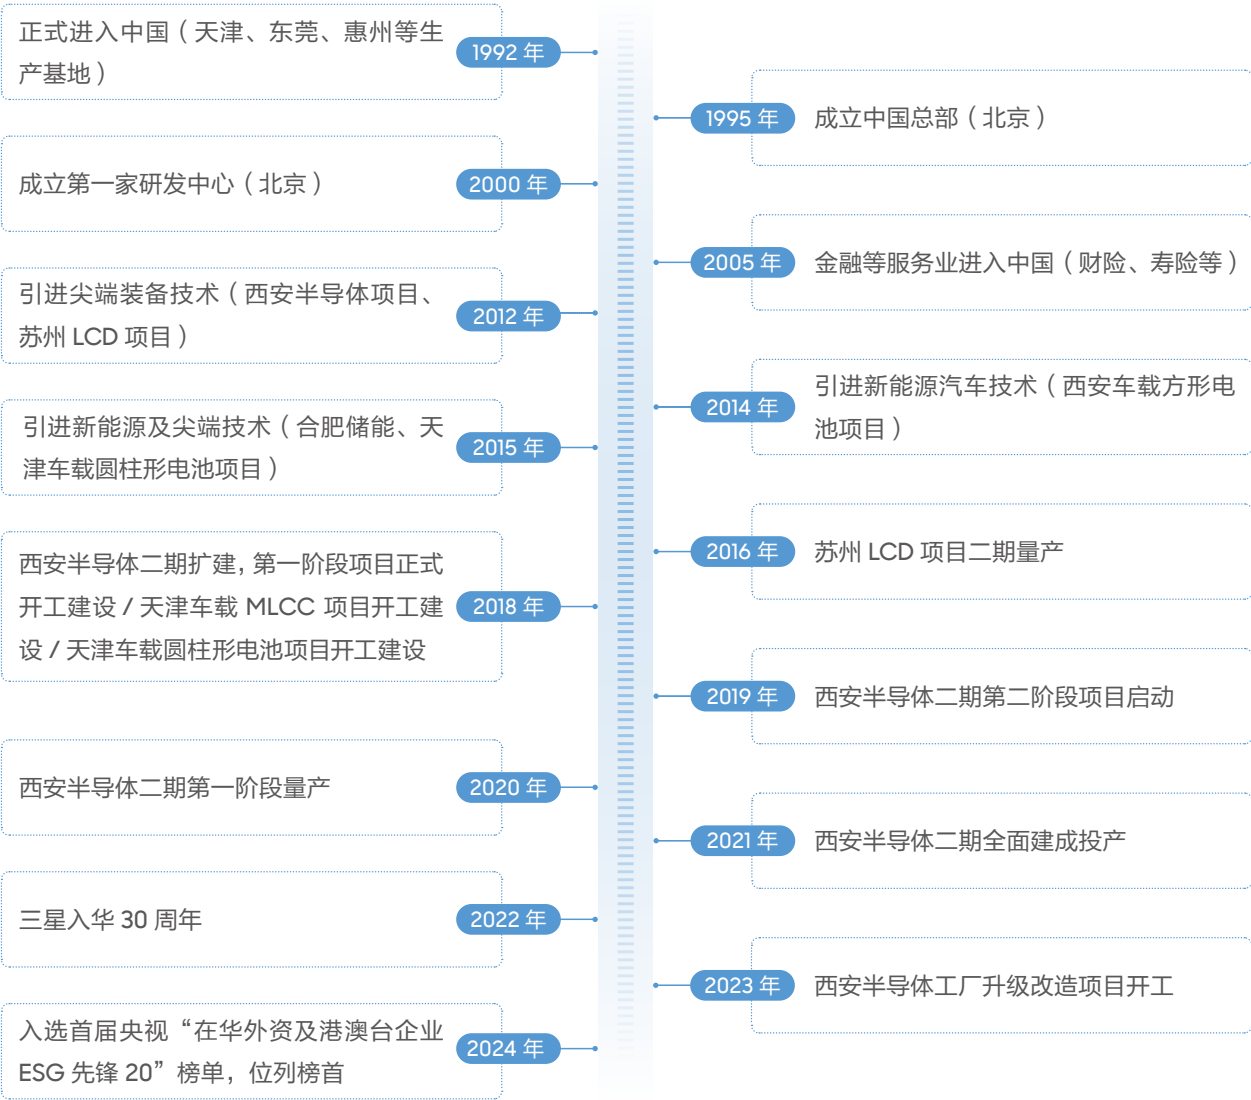 正式进入中国（天津、东莞、惠州等生
产基地）
1992 年
1995 年
成立中国总部（北京）
成立第一家研发中心（北京）
2000 年
2005 年
金融等服务业进入中国（财险、寿险等）
引进尖端装备技术（西安半导体项目、
苏州 LCD 项目）
2012 年
2014 年
引进新能源汽车技术（西安车载方形电
池项目）
引进新能源及尖端技术（合肥储能、天
津车载圆柱形电池项目）
2015 年
2016 年
苏州 LCD 项目二期量产
西安半导体二期扩建，第一阶段项目正式
开工建设 / 天津车载 MLCC 项目开工建
设 / 天津车载圆柱形电池项目开工建设
2018 年
2019 年
西安半导体二期第二阶段项目启动
西安半导体二期第一阶段量产
2020 年
2021 年
西安半导体二期全面建成投产
三星入华 30 周年
2022 年
2023 年
西安半导体工厂升级改造项目开工
入选首届央视“在华外资及港澳台企业
ESG 先锋 20”榜单，位列榜首
2024 年